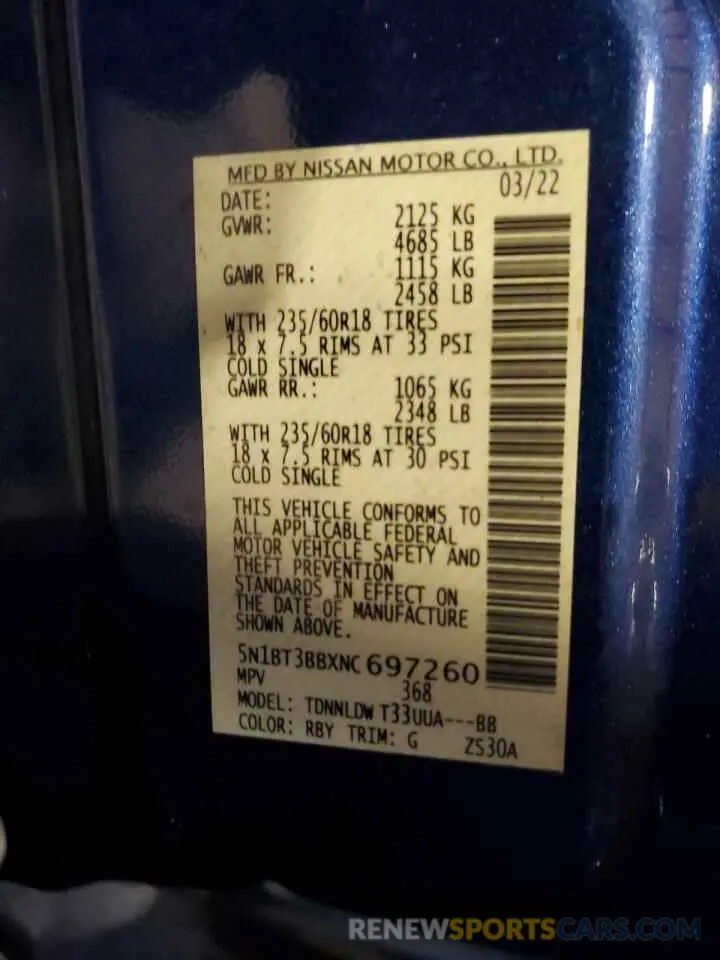 MFD BY NISSAN MOTOR CO., LTD.
DATE: 03/22
GVWR: 2125 KG
4685 LB
GAWR FR.: 1115 KG
2458 LB
WITH 235/60R18 TIRES
18 x 7.5 RIMS AT 33 PSI
COLD SINGLE
GAWR RR.: 1065 KG
2348 LB
WITH 235/60R18 TIRES
18 x 7.5 RIMS AT 30 PSI
COLD SINGLE
THIS VEHICLE CONFORMS TO
ALL APPLICABLE FEDERAL
MOTOR VEHICLE SAFETY AND
THEFT PREVENTION
STANDARDS IN EFFECT ON
THE DATE OF MANUFACTURE
SHOWN ABOVE.
5N1BT3BBXNC 697260
MPV 368
MODEL: TDNNLDW T33UUA---BB
COLOR: RBY TRIM: G ZS30A
RENEWSPORTSCARS.COM